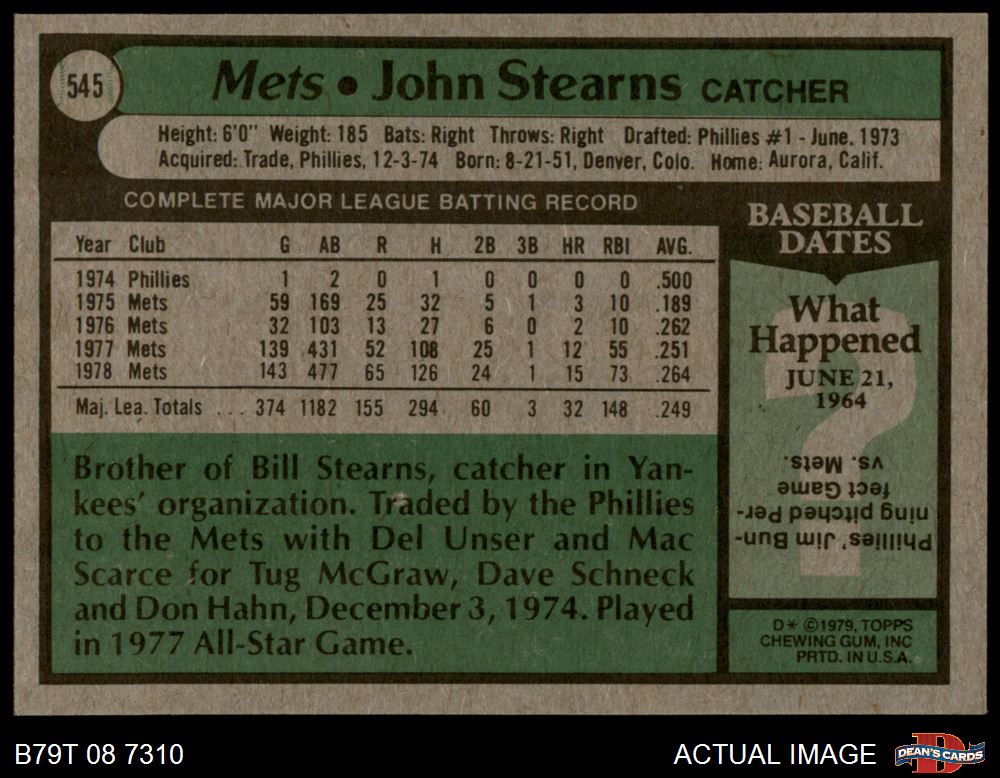 545
Mets • John Stearns CATCHER
Height: 6'0" Weight: 185 Bats: Right Throws: Right Drafted: Phillies #1 - June. 1973
Acquired: Trade, Phillies, 12-3-74 Born: 8-21-51, Denver, Colo. Home: Aurora, Calif.
COMPLETE MAJOR LEAGUE BATTING RECORD
Year Club G AB R H 2B 3B HR RBI AVG.
1974 Phillies 1 2 0 1 0 0 0 0 .500
1975 Mets 59 169 25 32 5 1 3 10 .189
1976 Mets 32 103 13 27 6 0 2 10 .262
1977 Mets 139 431 52 108 25 1 12 55 .251
1978 Mets 143 477 65 126 24 1 15 73 .264
Maj. Lea. Totals ... 374 1182 155 294 60 3 32 148 .249
Brother of Bill Stearns, catcher in Yan-
kees' organization. Traded by the Phillies
to the Mets with Del Unser and Mac
Scarce for Tug McGraw, Dave Schneck
and Don Hahn, December 3, 1974. Played
in 1977 All-Star Game.
BASEBALL
DATES
What
Happened
JUNE 21,
1964
?
Phillies' Jim Bun-
ning pitched Per-
fect Game
vs. Mets.
D* ©1979, TOPPS
CHEWING GUM, INC
PRTD. IN U.S.A.
B79T 08 7310
ACTUAL IMAGE
DEAN'S CARDS